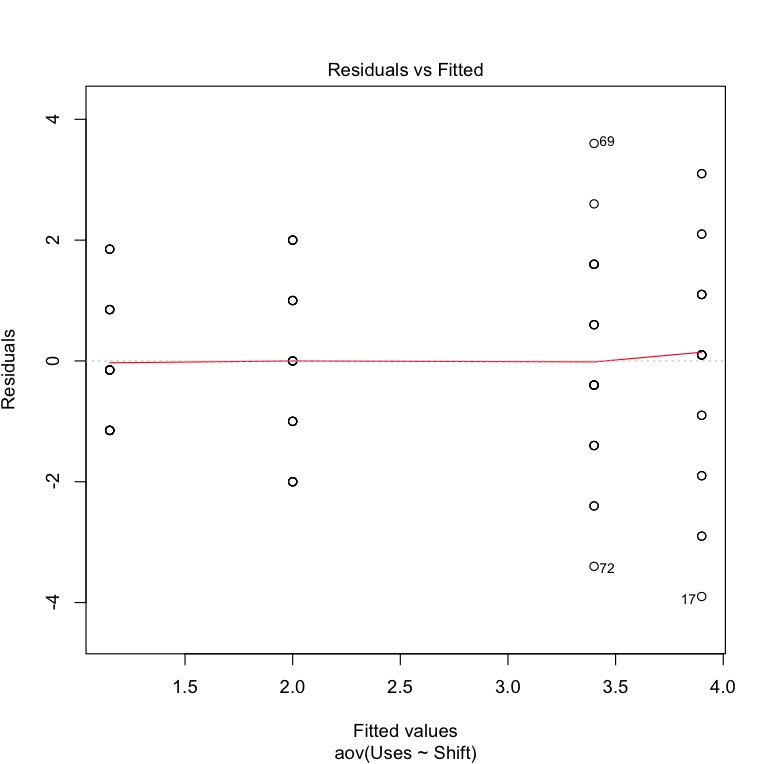 Residuals vs Fitted
4
2
0
-2
-4
Residuals
69
72
17
1.5 2.0 2.5 3.0 3.5 4.0
Fitted values
aov(Uses ~ Shift)